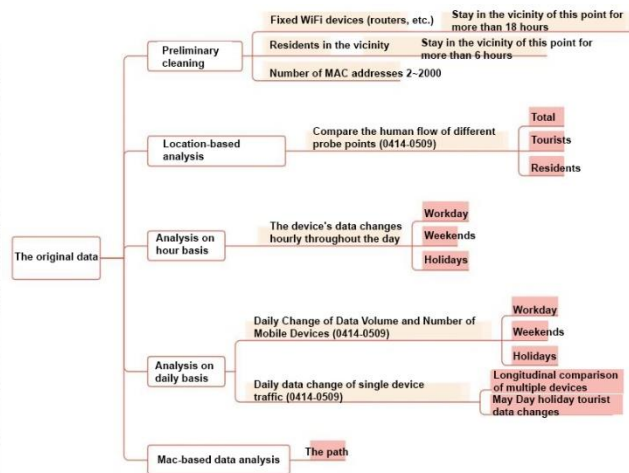 The original data
Preliminary
cleaning
Fixed WiFi devices (routers, etc.)
Stay in the vicinity of this point for
more than 18 hours
Residents in the vicinity
Stay in the vicinity of this point for
more than 6 hours
Number of MAC addresses 2~2000
Location-based
analysis
Compare the human flow of different
probe points (0414-0509)
Total
Tourists
Residents
Analysis on
hour basis
The device's data changes
hourly throughout the day
Workday
Weekends
Holidays
Analysis on
daily basis
Daily Change of Data Volume and Number of
Mobile Devices (0414-0509)
Workday
Weekends
Holidays
Daily data change of single device
traffic (0414-0509)
Longitudinal comparison
of multiple devices
May Day holiday tourist
data changes
Mac-based data analysis
The path